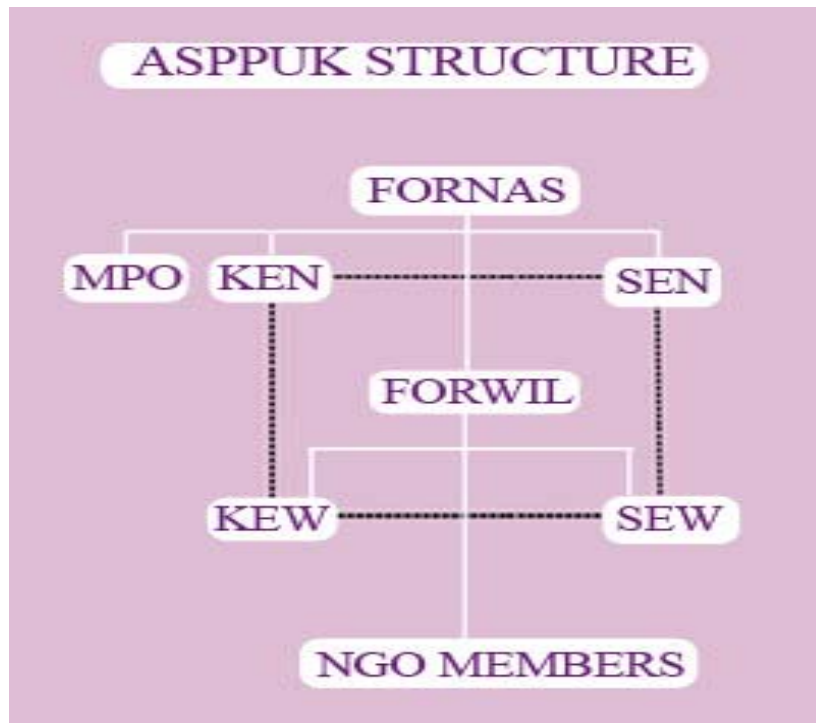 ASPPUK STRUCTURE
FORNAS
MPO KEN SEN
FORWIL
KEW SEW
NGO MEMBERS